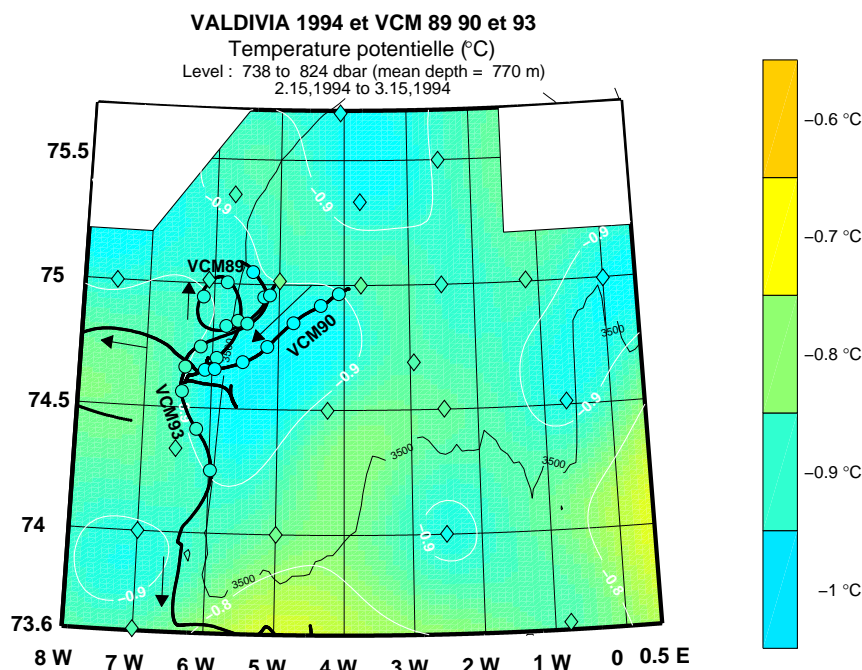 VALDIVIA 1994 et VCM 89 90 et 93
Temperature potentielle (°C)
Level : 738 to 824 dbar (mean depth = 770 m)
2.15,1994 to 3.15,1994
−0.6 °C
−0.7 °C
−0.8 °C
−0.9 °C
−1 °C
75.5
75
74.5
74
73.6
−0.9
−0.9
−0.9
VCM89
VCM90
3500
3500
−0.9
−0.9
VCM93
3500
3500
−0.9
3500
−0.9
−0.8
−0.8
8 W
7 W
6 W
5 W
4 W
3 W
2 W
1 W
0
0.5 E